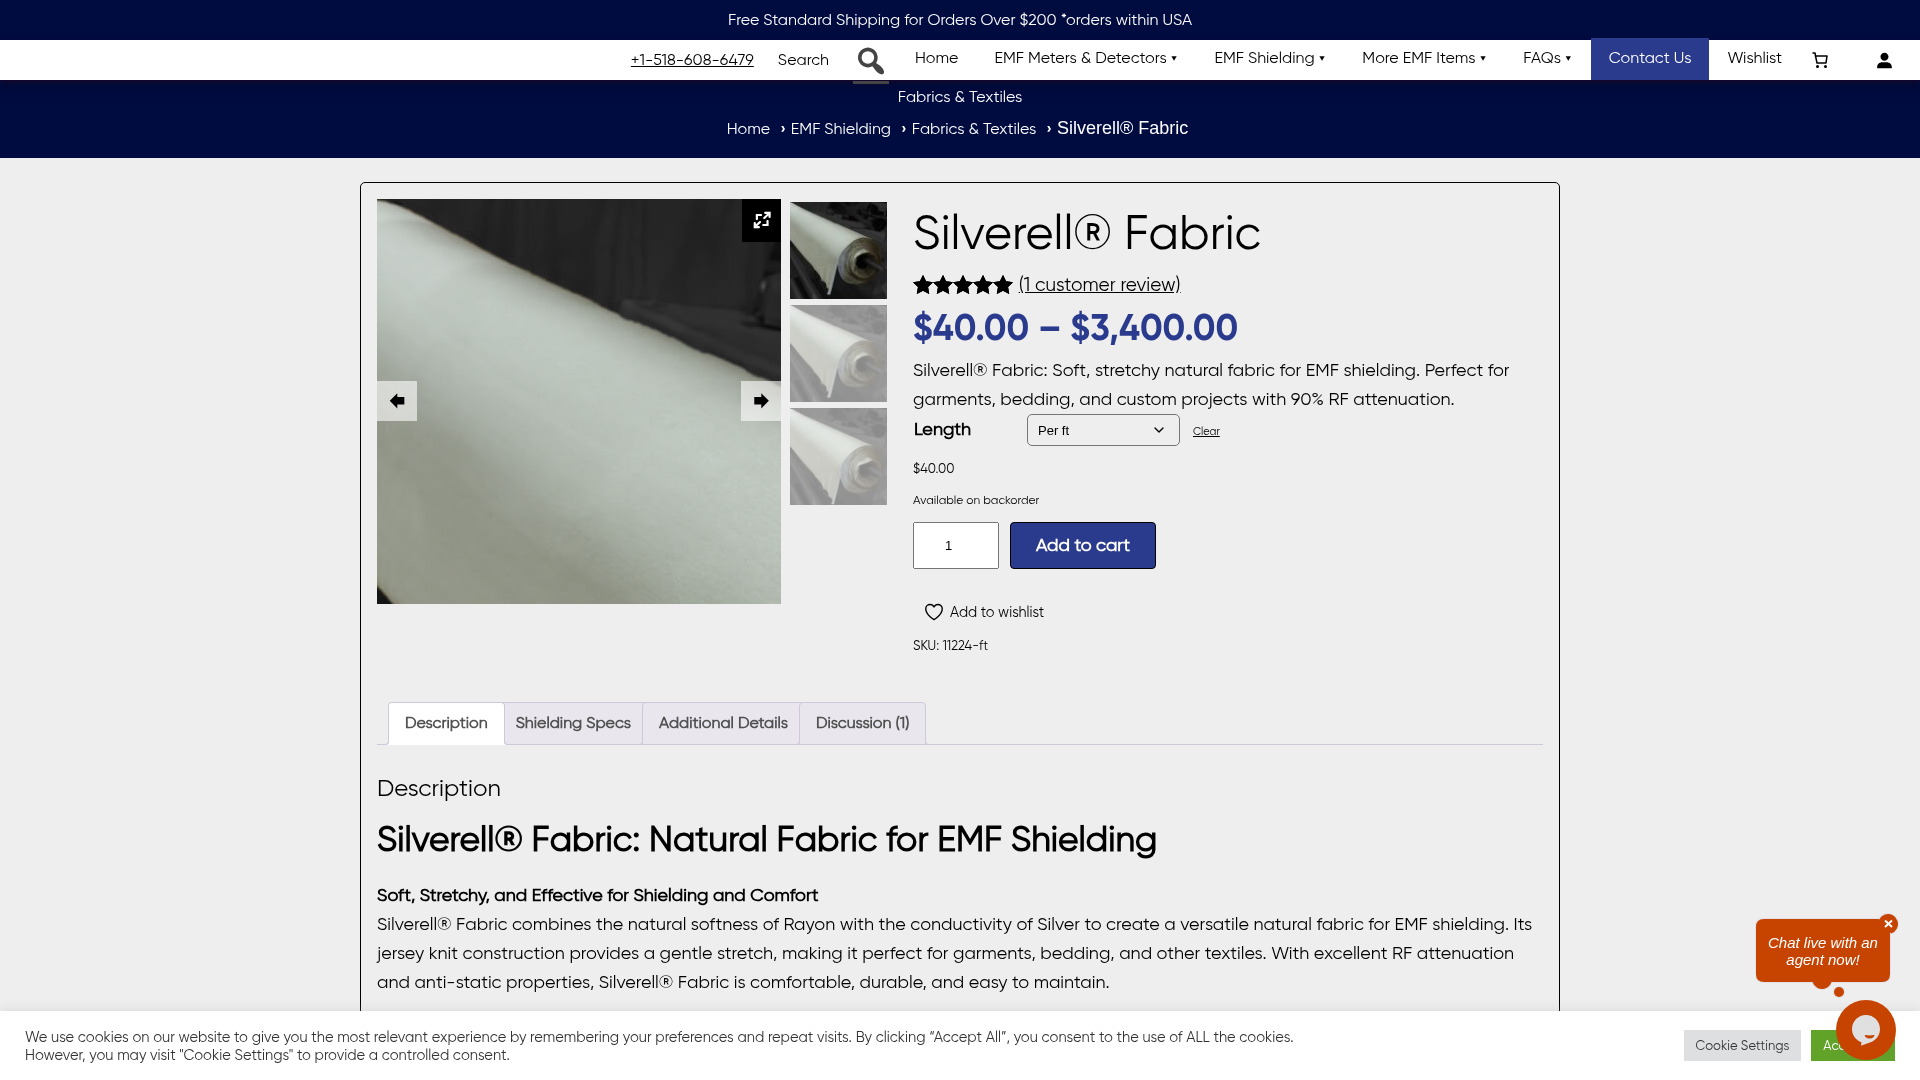 Free Standard Shipping for Orders Over $200 *orders within USA
+1-518-608-6479 Search Home EMF Meters & Detectors ▾ EMF Shielding ▾ More EMF Items ▾ FAQs ▾ Contact Us Wishlist
Fabrics & Textiles
Home › EMF Shielding › Fabrics & Textiles › Silverell® Fabric
Silverell® Fabric
(1 customer review)
$40.00 – $3,400.00
Silverell® Fabric: Soft, stretchy natural fabric for EMF shielding. Perfect for
garments, bedding, and custom projects with 90% RF attenuation.
Length Per ft Clear
$40.00
Available on backorder
1 Add to cart
Add to wishlist
SKU: 11224-ft
Description Shielding Specs Additional Details Discussion (1)
Description
Silverell® Fabric: Natural Fabric for EMF Shielding
Soft, Stretchy, and Effective for Shielding and Comfort
Silverell® Fabric combines the natural softness of Rayon with the conductivity of Silver to create a versatile natural fabric for EMF shielding. Its
jersey knit construction provides a gentle stretch, making it perfect for garments, bedding, and other textiles. With excellent RF attenuation
and anti-static properties, Silverell® Fabric is comfortable, durable, and easy to maintain.
Chat live with an
agent now!
We use cookies on our website to give you the most relevant experience by remembering your preferences and repeat visits. By clicking “Accept All”, you consent to the use of ALL the cookies.
However, you may visit "Cookie Settings" to provide a controlled consent.
Cookie Settings